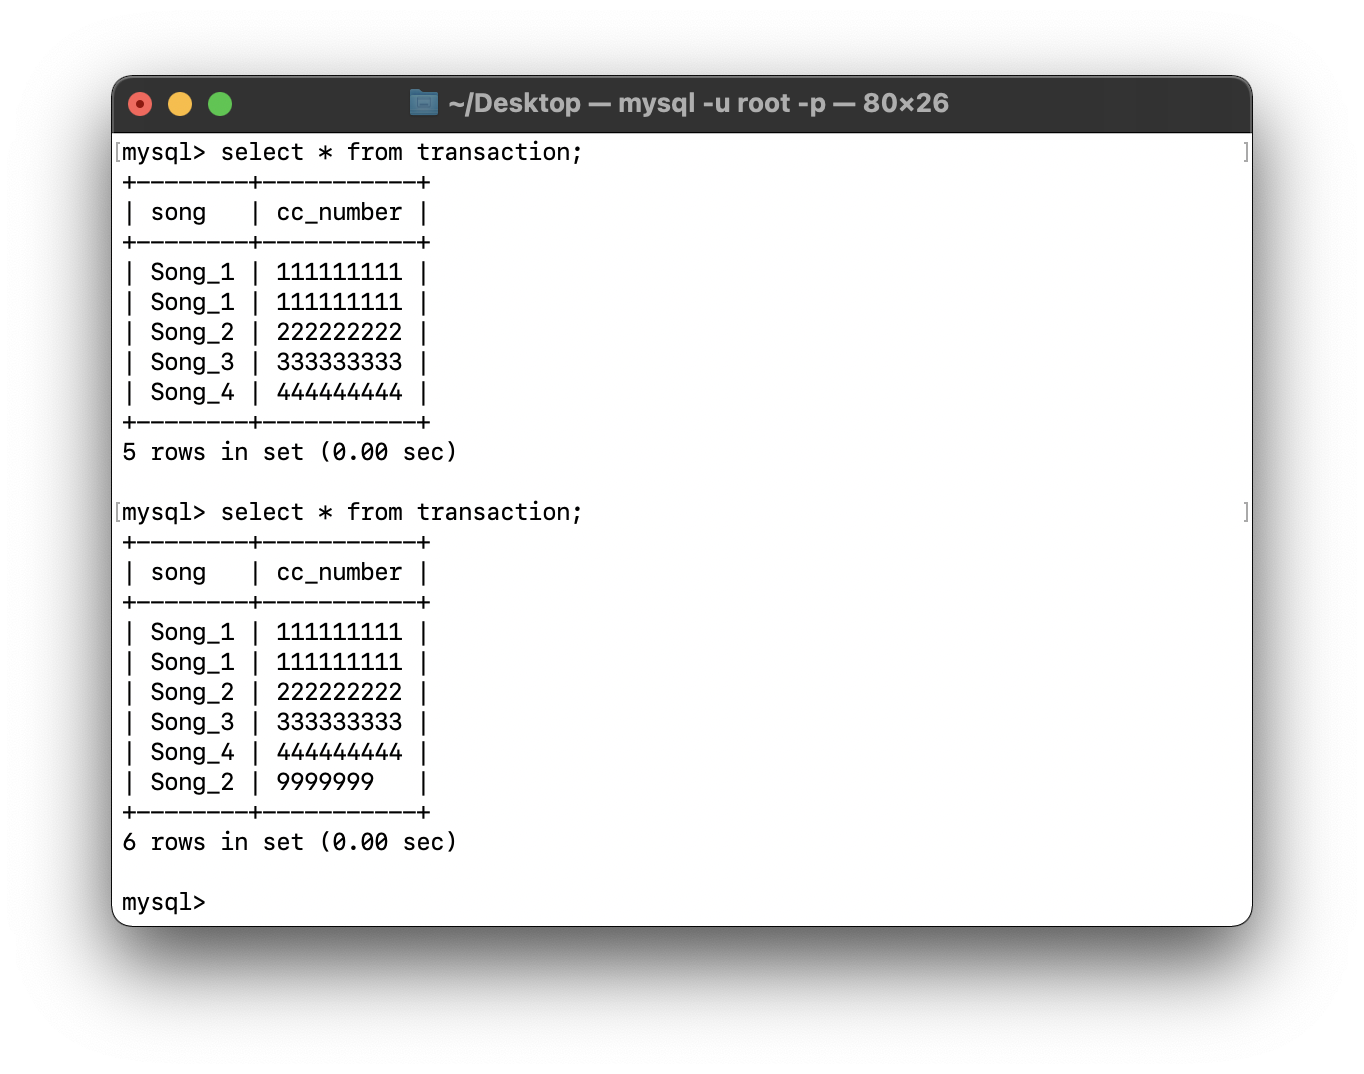 ~/Desktop — mysql -u root -p — 80×26
mysql> select * from transaction;
+--------+-----------+
| song   | cc_number |
+--------+-----------+
| Song_1 | 111111111 |
| Song_1 | 111111111 |
| Song_2 | 222222222 |
| Song_3 | 333333333 |
| Song_4 | 444444444 |
+--------+-----------+
5 rows in set (0.00 sec)
mysql> select * from transaction;
+--------+-----------+
| song   | cc_number |
+--------+-----------+
| Song_1 | 111111111 |
| Song_1 | 111111111 |
| Song_2 | 222222222 |
| Song_3 | 333333333 |
| Song_4 | 444444444 |
| Song_2 | 9999999   |
+--------+-----------+
6 rows in set (0.00 sec)
mysql>